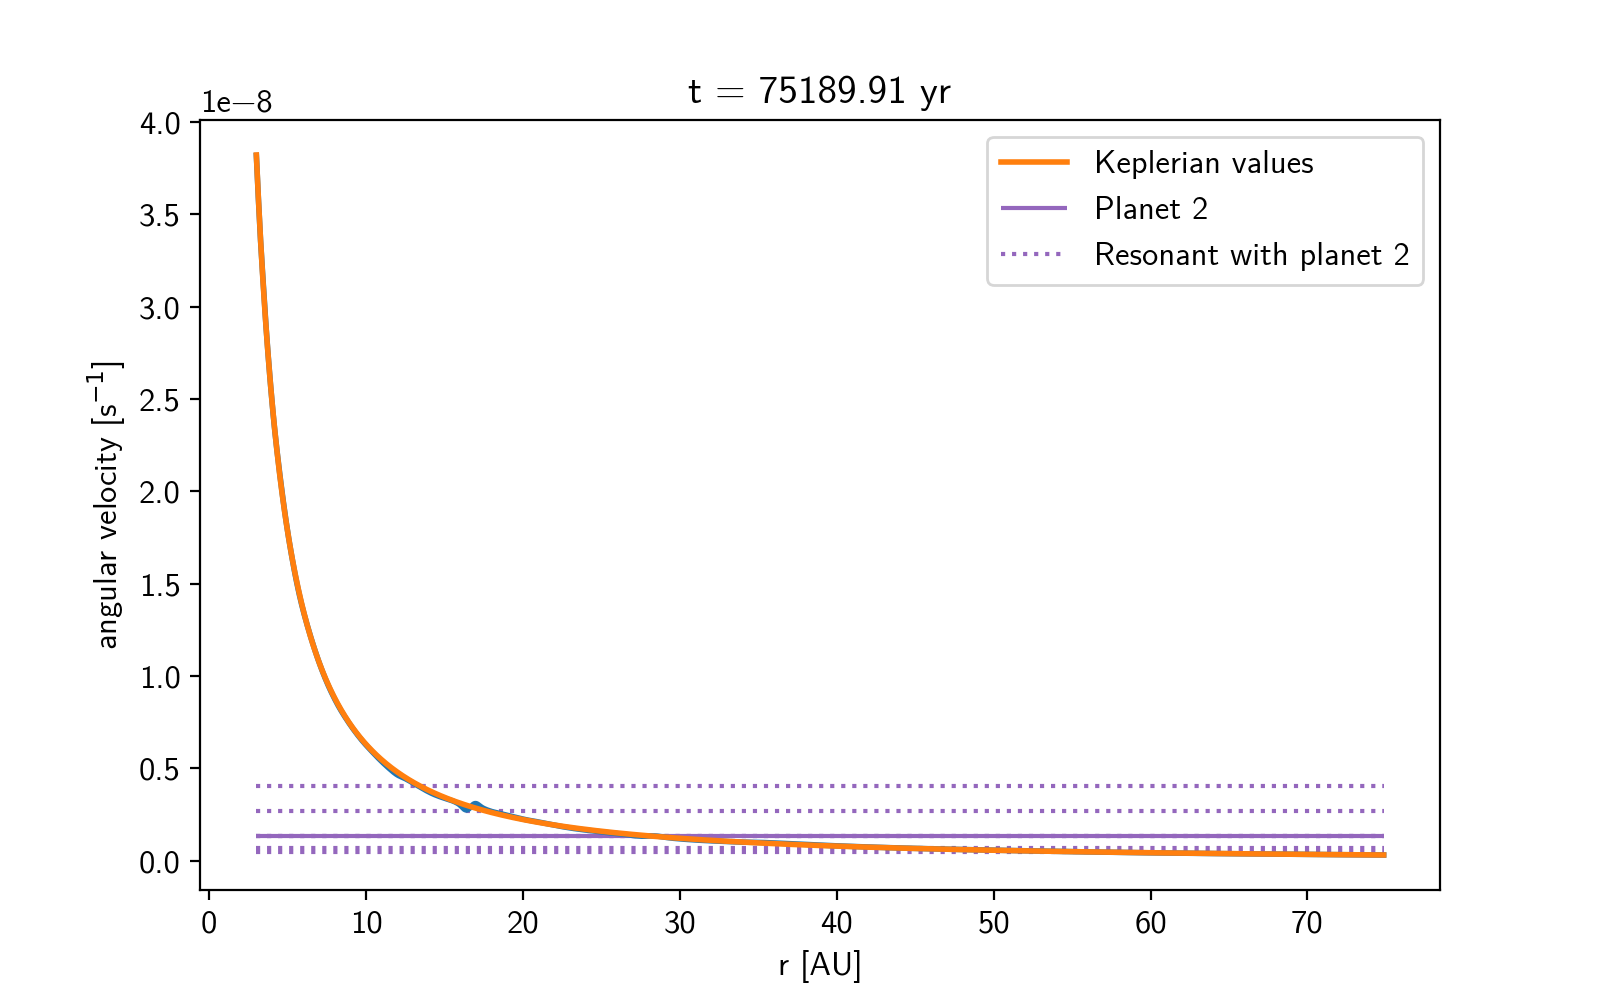 t = 75189.91 yr
1e−8
4.0
3.5
3.0
2.5
2.0
1.5
1.0
0.5
0.0
angular velocity [s⁻¹]
Keplerian values
Planet 2
Resonant with planet 2
0 10 20 30 40 50 60 70
r [AU]